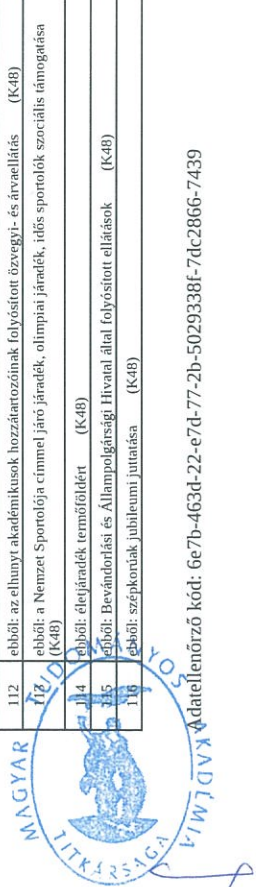 112 ebből: az elhunyt akadémikusok hozzátartozóinak folyósított özvegyi- és árvaellátás (K48)
113 ebből: a Nemzet Sportolója címmel járó járadék, olimpiai járadék, idős sportolók szociális támogatása
(K48)
114 ebből: életjáradék termőföldért (K48)
115 ebből: Bevándorlási és Állampolgársági Hivatal által folyósított ellátások (K48)
116 ebből: szépkorúak jubileumi juttatása (K48)
Adatellenőrző kód: 6e7b-463d-22-e7d-77-2b-5029338f-7dc2866-7439
MAGYAR TUDOMÁNYOS AKADÉMIA
TITKÁRSÁGA